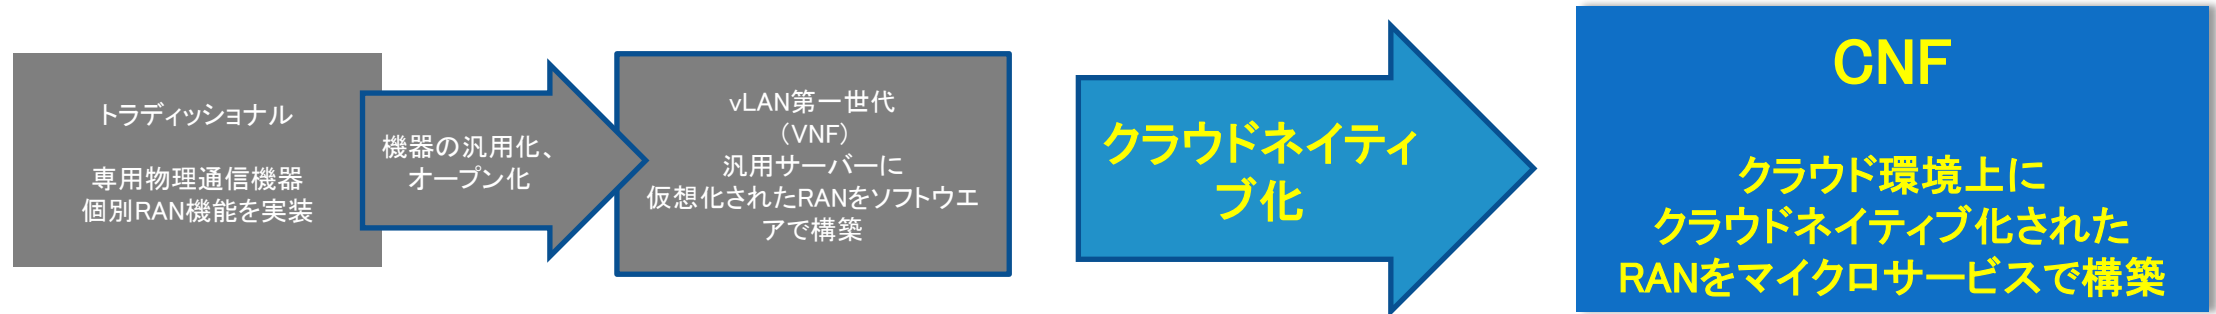 トラディッショナル
専用物理通信機器
個別RAN機能を実装
機器の汎用化、
オープン化
vLAN第一世代
（VNF）
汎用サーバーに
仮想化されたRANをソフトウエ
アで構築
クラウドネイティ
ブ化
CNF
クラウド環境上に
クラウドネイティブ化された
RANをマイクロサービスで構築